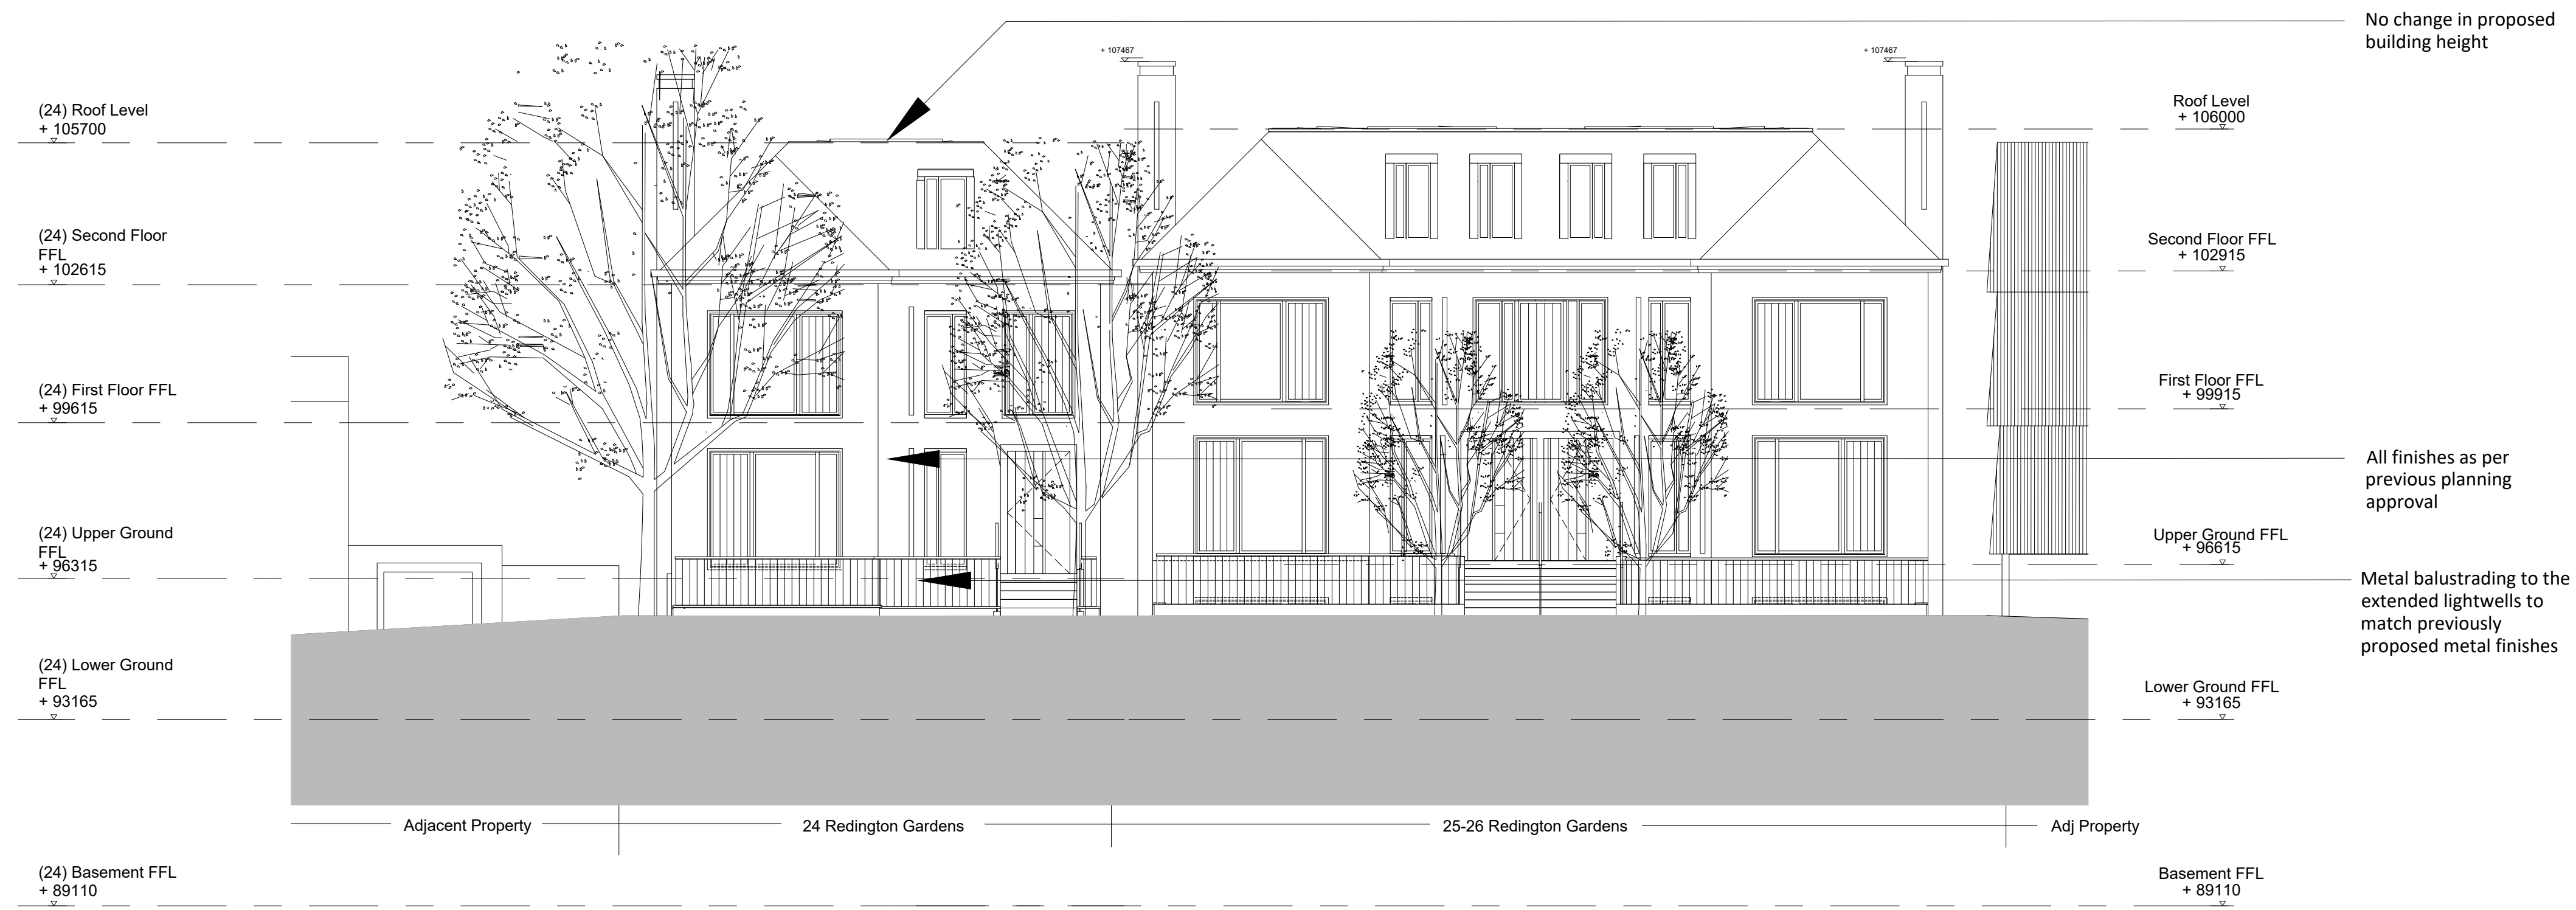 No change in proposed
building height
+ 107467
+ 107467
(24) Roof Level
+ 105700
Roof Level
+ 106000
(24) Second Floor
FFL
+ 102615
Second Floor FFL
+ 102915
(24) First Floor FFL
+ 99615
First Floor FFL
+ 99915
All finishes as per
previous planning
approval
(24) Upper Ground
FFL
+ 96315
Upper Ground FFL
+ 96615
Metal balustrading to the
extended lightwells to
match previously
proposed metal finishes
(24) Lower Ground
FFL
+ 93165
Lower Ground FFL
+ 93165
Adjacent Property
24 Redington Gardens
25-26 Redington Gardens
Adj Property
(24) Basement FFL
+ 89110
Basement FFL
+ 89110